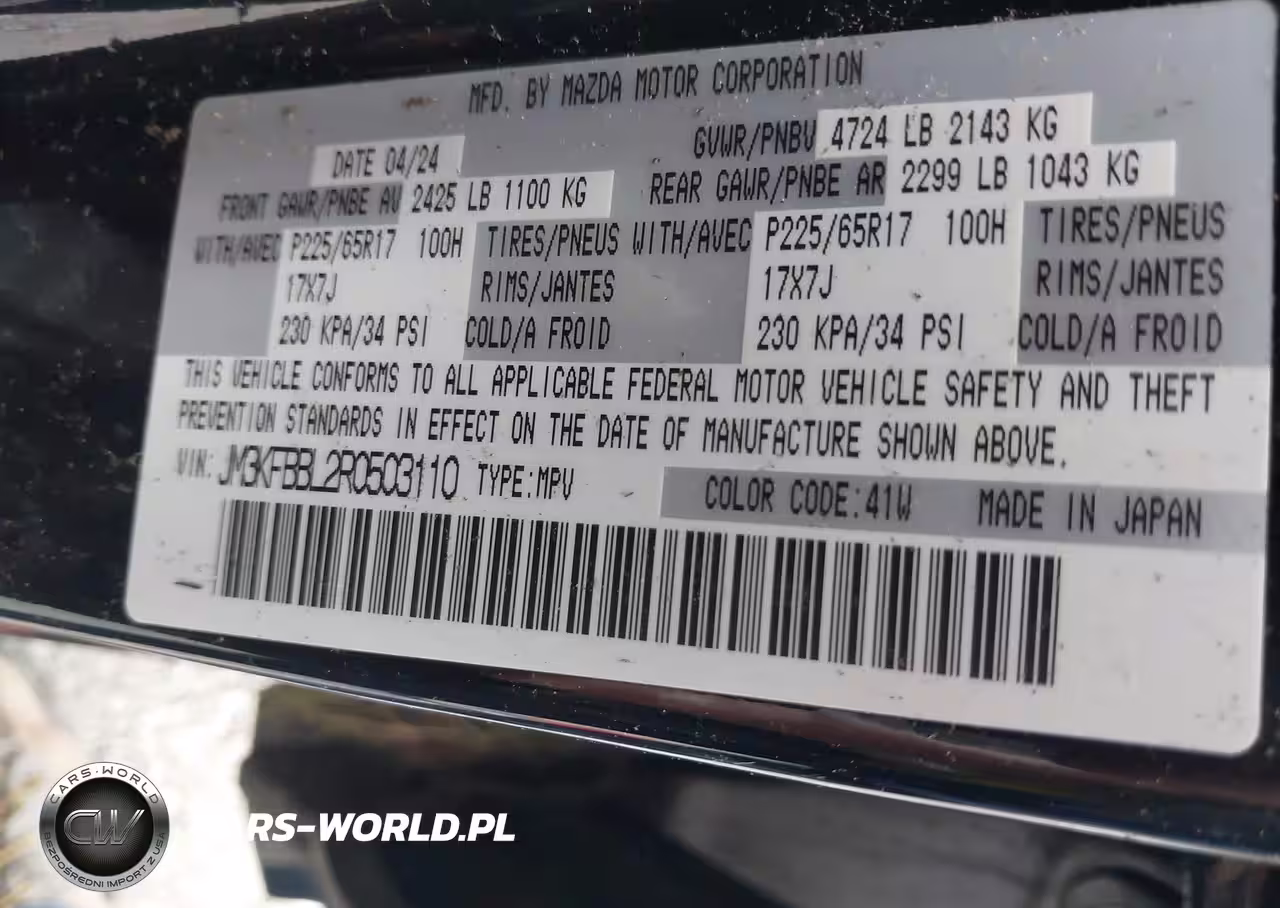 MFD. BY MAZDA MOTOR CORPORATION
DATE 04/24 GVWR/PNBV 4724 LB 2143 KG
FRONT GAWR/PNBE AV 2425 LB 1100 KG REAR GAWR/PNBE AR 2299 LB 1043 KG
WITH/AVEC P225/65R17 100H TIRES/PNEUS WITH/AVEC P225/65R17 100H TIRES/PNEUS
17X7J RIMS/JANTES 17X7J RIMS/JANTES
230 KPA/34 PSI COLD/A FROID 230 KPA/34 PSI COLD/A FROID
THIS VEHICLE CONFORMS TO ALL APPLICABLE FEDERAL MOTOR VEHICLE SAFETY AND THEFT
PREVENTION STANDARDS IN EFFECT ON THE DATE OF MANUFACTURE SHOWN ABOVE.
VIN: JM3KFBBL2R0503110 TYPE:MPV COLOR CODE:41W MADE IN JAPAN
CARS-WORLD
CW
BEZPOŚREDNI IMPORT Z USA
CARS-WORLD.PL